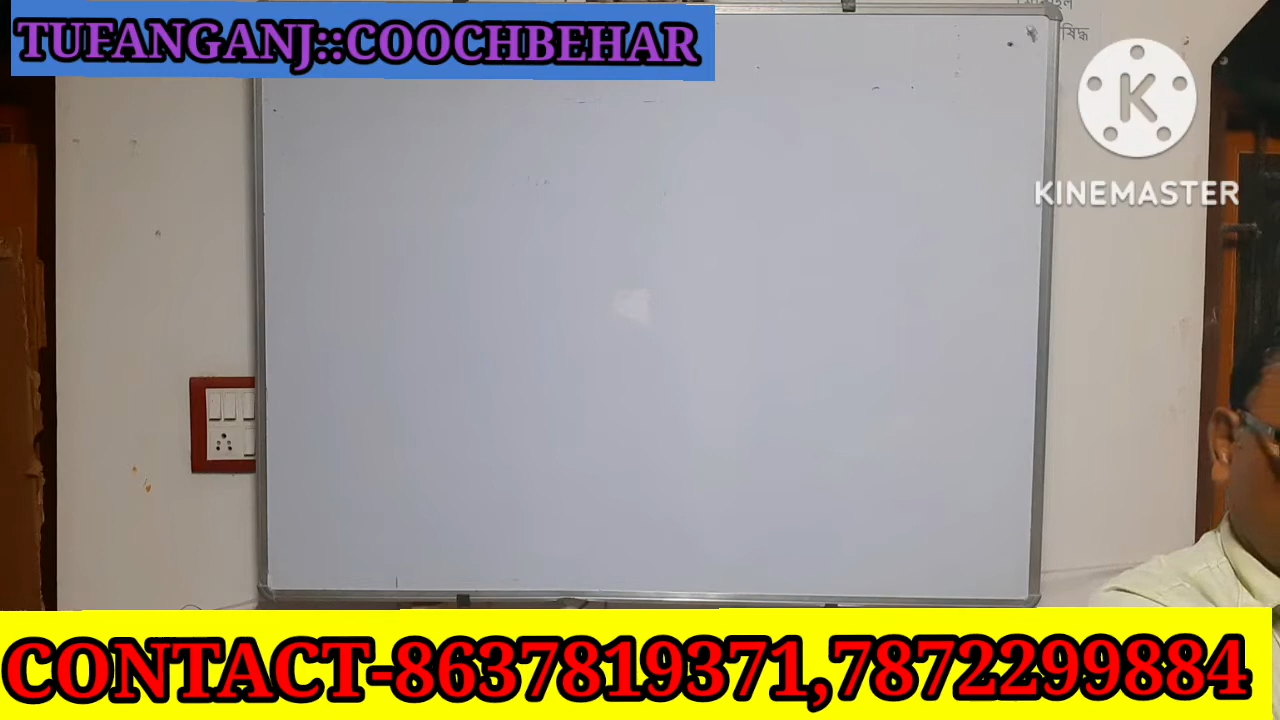 TUFANGANJ::COOCHBEHAR
K
KINEMASTER
CONTACT-8637819371,7872299884